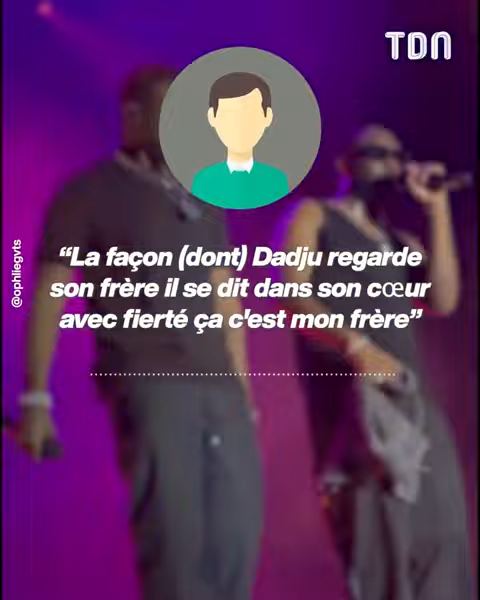 TDN
“La façon (dont) Dadju regarde
son frère il se dit dans son cœur
avec fierté ça c'est mon frère”
@ophliegvts